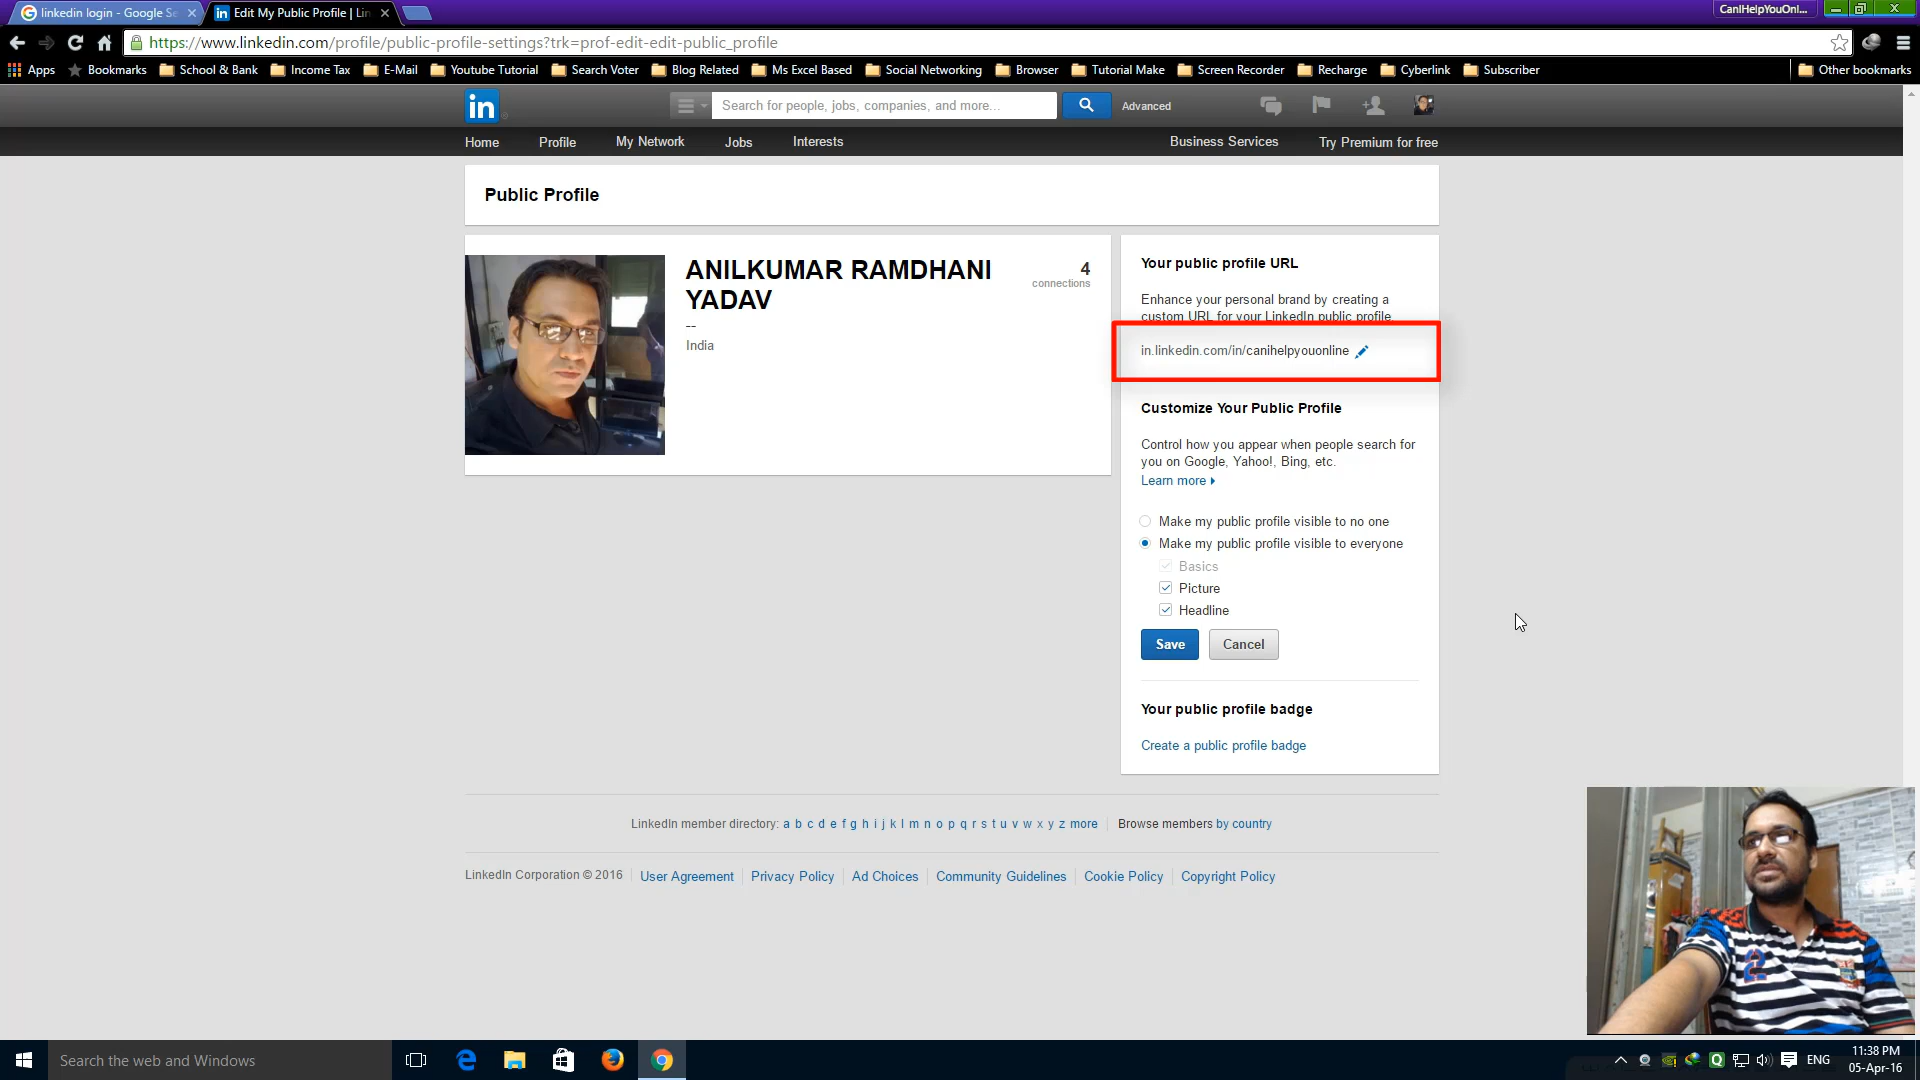 linkedin login - Google Se
Edit My Public Profile | Lin
CanIHelpYouOnl...
https://www.linkedin.com/profile/public-profile-settings?trk=prof-edit-edit-public_profile
Apps Bookmarks School & Bank Income Tax E-Mail Youtube Tutorial Search Voter Blog Related Ms Excel Based Social Networking Browser Tutorial Make Screen Recorder Recharge Cyberlink Subscriber Other bookmarks
in Search for people, jobs, companies, and more... Advanced
Home Profile My Network Jobs Interests Business Services Try Premium for free
Public Profile
ANILKUMAR RAMDHANI
YADAV
--
India
4
connections
Your public profile URL
Enhance your personal brand by creating a
custom URL for your LinkedIn public profile.
in.linkedin.com/in/canihelpyouonline
Customize Your Public Profile
Control how you appear when people search for
you on Google, Yahoo!, Bing, etc.
Learn more
Make my public profile visible to no one
Make my public profile visible to everyone
Basics
Picture
Headline
Save Cancel
Your public profile badge
Create a public profile badge
LinkedIn member directory: a b c d e f g h i j k l m n o p q r s t u v w x y z more Browse members by country
LinkedIn Corporation © 2016 User Agreement Privacy Policy Ad Choices Community Guidelines Cookie Policy Copyright Policy
2
Search the web and Windows
ENG
11:38 PM
05-Apr-16